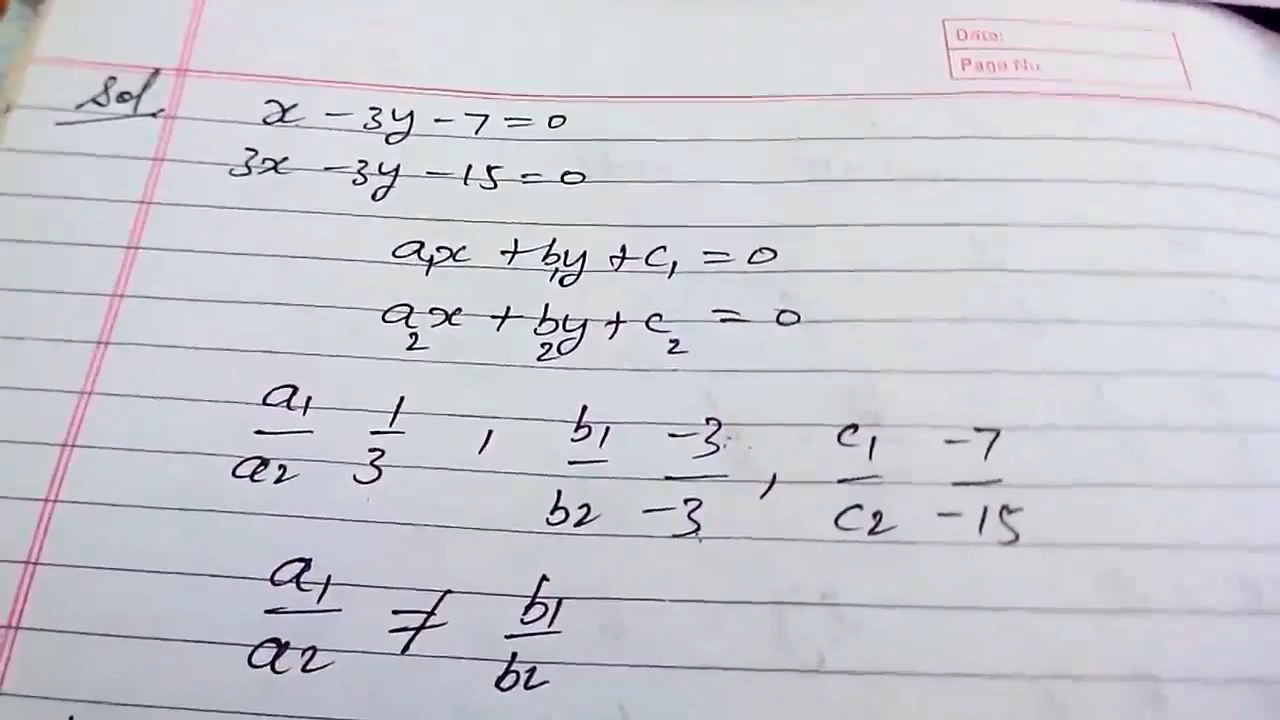 Date:
Page No.
Sol.
x - 3y - 7 = 0
3x - 3y - 15 = 0
a₁x + b₁y + c₁ = 0
a₂x + b₂y + c₂ = 0
a₁/a₂ 1/3 , b₁/b₂ -3/-3 , c₁/c₂ -7/-15
a₁/a₂ ≠ b₁/b₂